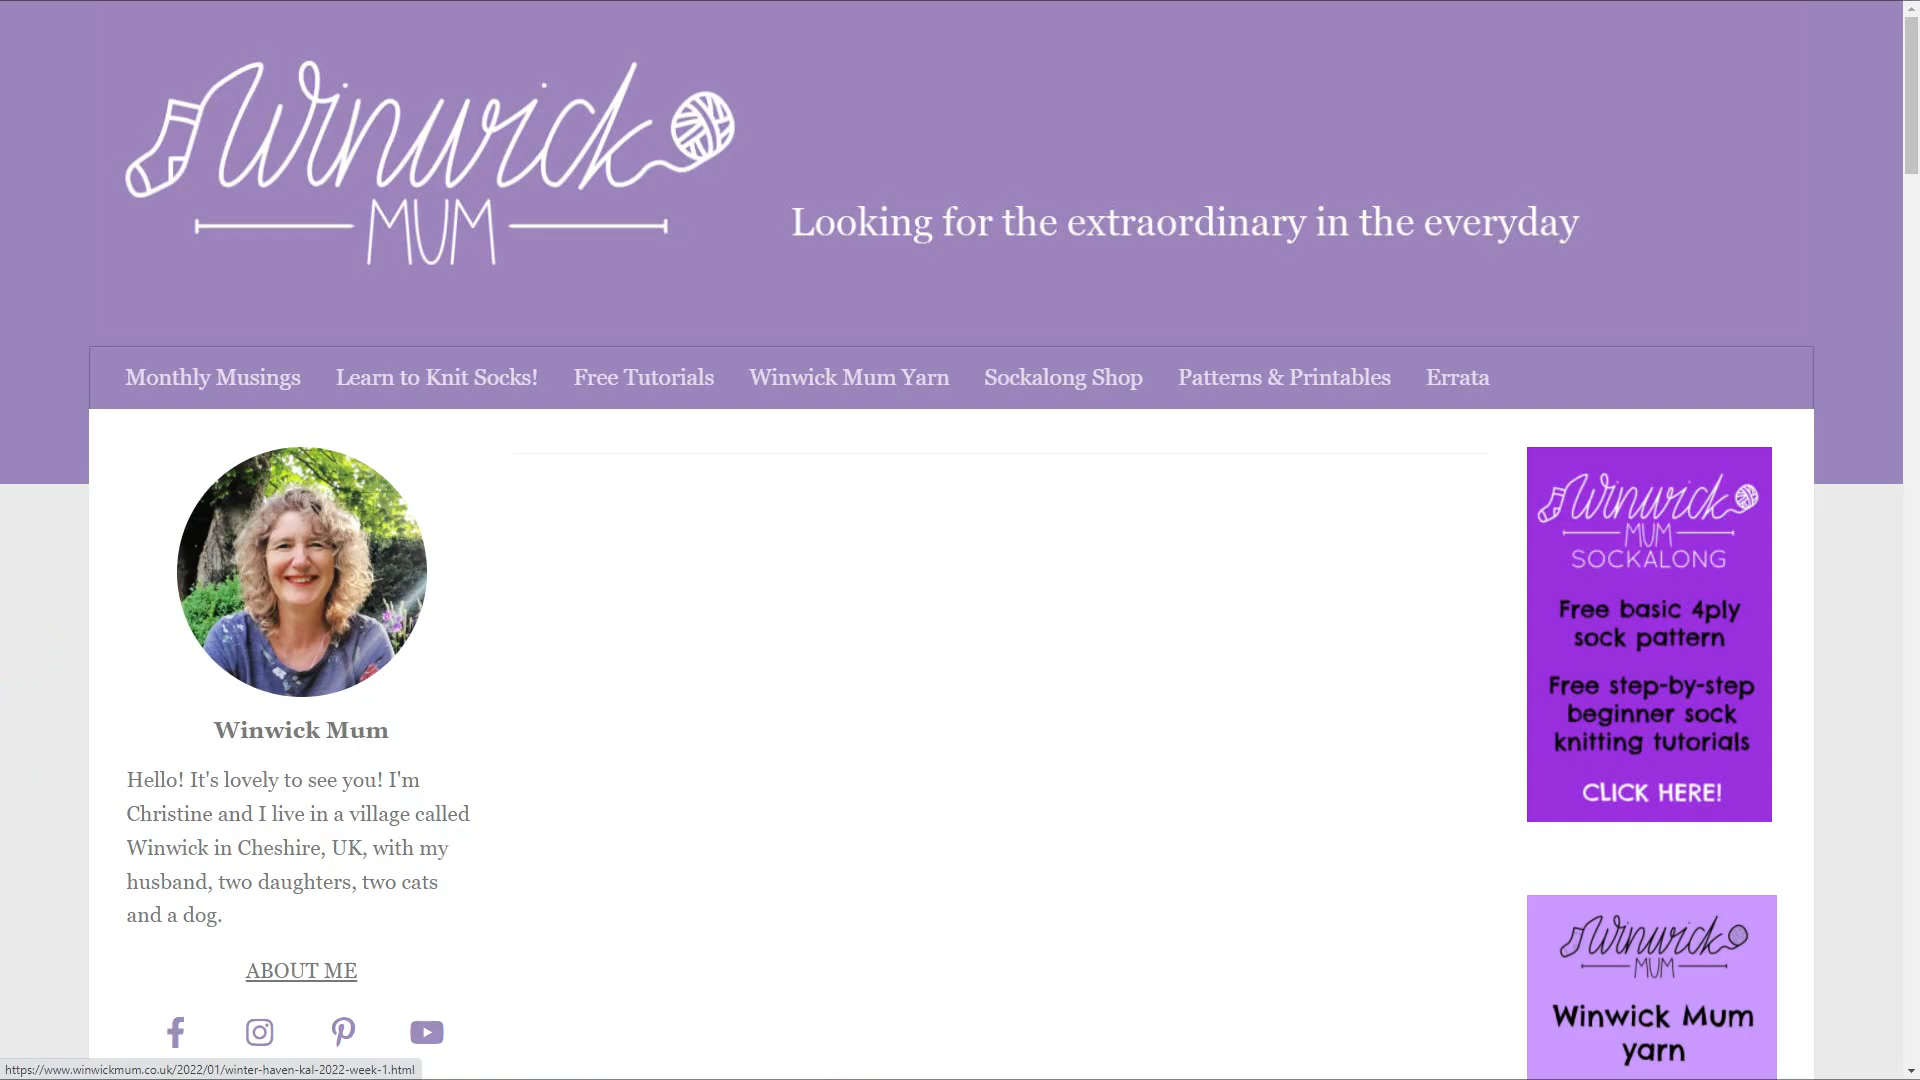 Winwick
MUM
Looking for the extraordinary in the everyday
Monthly Musings Learn to Knit Socks! Free Tutorials Winwick Mum Yarn Sockalong Shop Patterns & Printables Errata
Winwick Mum
Hello! It's lovely to see you! I'm
Christine and I live in a village called
Winwick in Cheshire, UK, with my
husband, two daughters, two cats
and a dog.
ABOUT ME
Winwick
MUM
SOCKALONG
Free basic 4ply
sock pattern
Free step-by-step
beginner sock
knitting tutorials
CLICK HERE!
Winwick
MUM
Winwick Mum
yarn
https://www.winwickmum.co.uk/2022/01/winter-haven-kal-2022-week-1.html